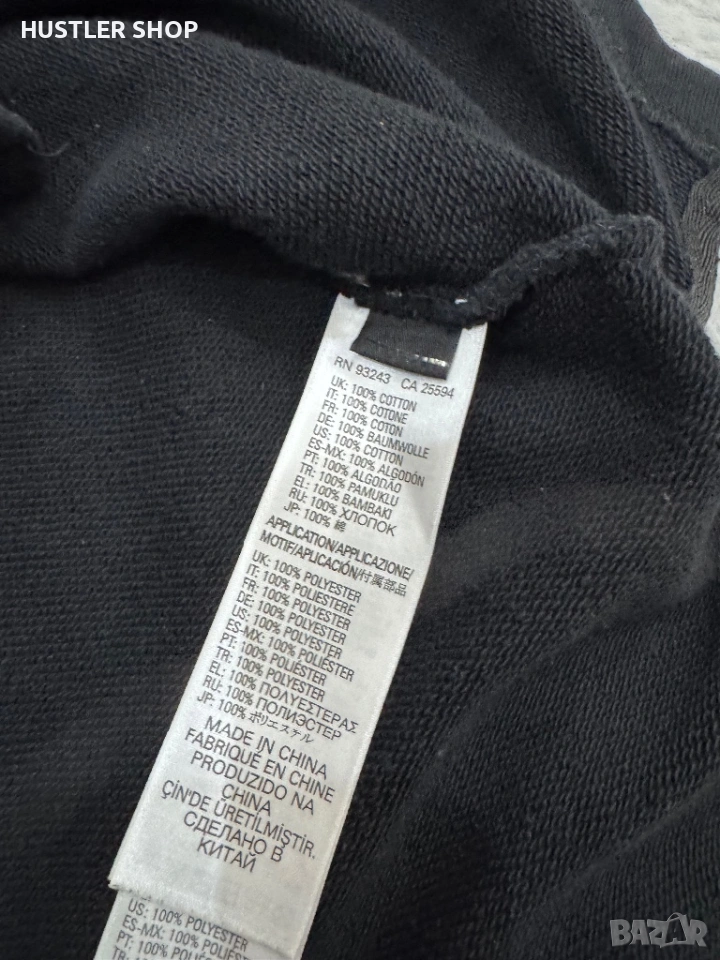 HUSTLER SHOP
RN 93243 CA 25594
UK: 100% COTTON
IT: 100% COTONE
FR: 100% COTON
DE: 100% BAUMWOLLE
US: 100% COTTON
ES-MX: 100% ALGODÓN
PT: 100% ALGODÃO
TR: 100% PAMUKLU
EL: 100% BAMBAKI
RU: 100% ХЛОПОК
JP: 100% 綿
APPLICATION/APPLICAZIONE/
MOTIF/APLICACIÓN/付属部品
UK: 100% POLYESTER
IT: 100% POLIESTERE
FR: 100% POLYESTER
DE: 100% POLYESTER
US: 100% POLYESTER
ES-MX: 100% POLIÉSTER
PT: 100% POLIÉSTER
TR: 100% POLYESTER
EL: 100% ΠΟΛΥΕΣΤΕΡΑΣ
RU: 100% ПОЛИЭСТЕР
JP: 100% ポリエステル
MADE IN CHINA
FABRIQUÉ EN CHINE
PRODUZIDO NA
CHINA
ÇİN'DE ÜRETİLMİŞTİR.
СДЕЛАНО В
КИТАЙ
US: 100% POLYESTER
ES-MX: 100% POLYESTER
PT: 100% POLIÉSTER
TR: 100% POLYESTER
BAZAR